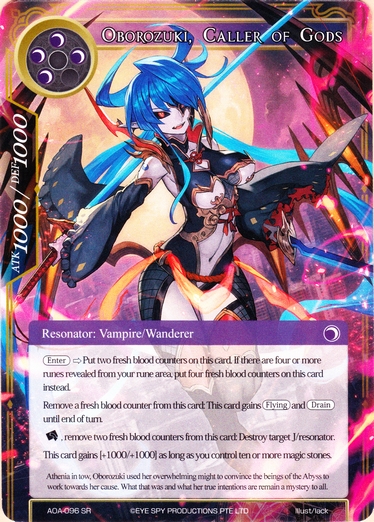 OBOROZUKI, CALLER OF GODS
ATK 1000 / DEF 1000
Resonator: Vampire/Wanderer
Enter ⇨ Put two fresh blood counters on this card. If there are four or more
runes revealed from your rune area, put four fresh blood counters on this card
instead.
Remove a fresh blood counter from this card: This card gains Flying and Drain
until end of turn.
, remove two fresh blood counters from this card: Destroy target J/resonator.
This card gains [+1000/+1000] as long as you control ten or more magic stones.
Athenia in tow, Oborozuki used her overwhelming might to convince the beings of the Abyss to
work towards her cause. What that was and what her true intentions are remain a mystery to all.
AOA-096 SR ©EYE SPY PRODUCTIONS PTE LTD Illust/lack